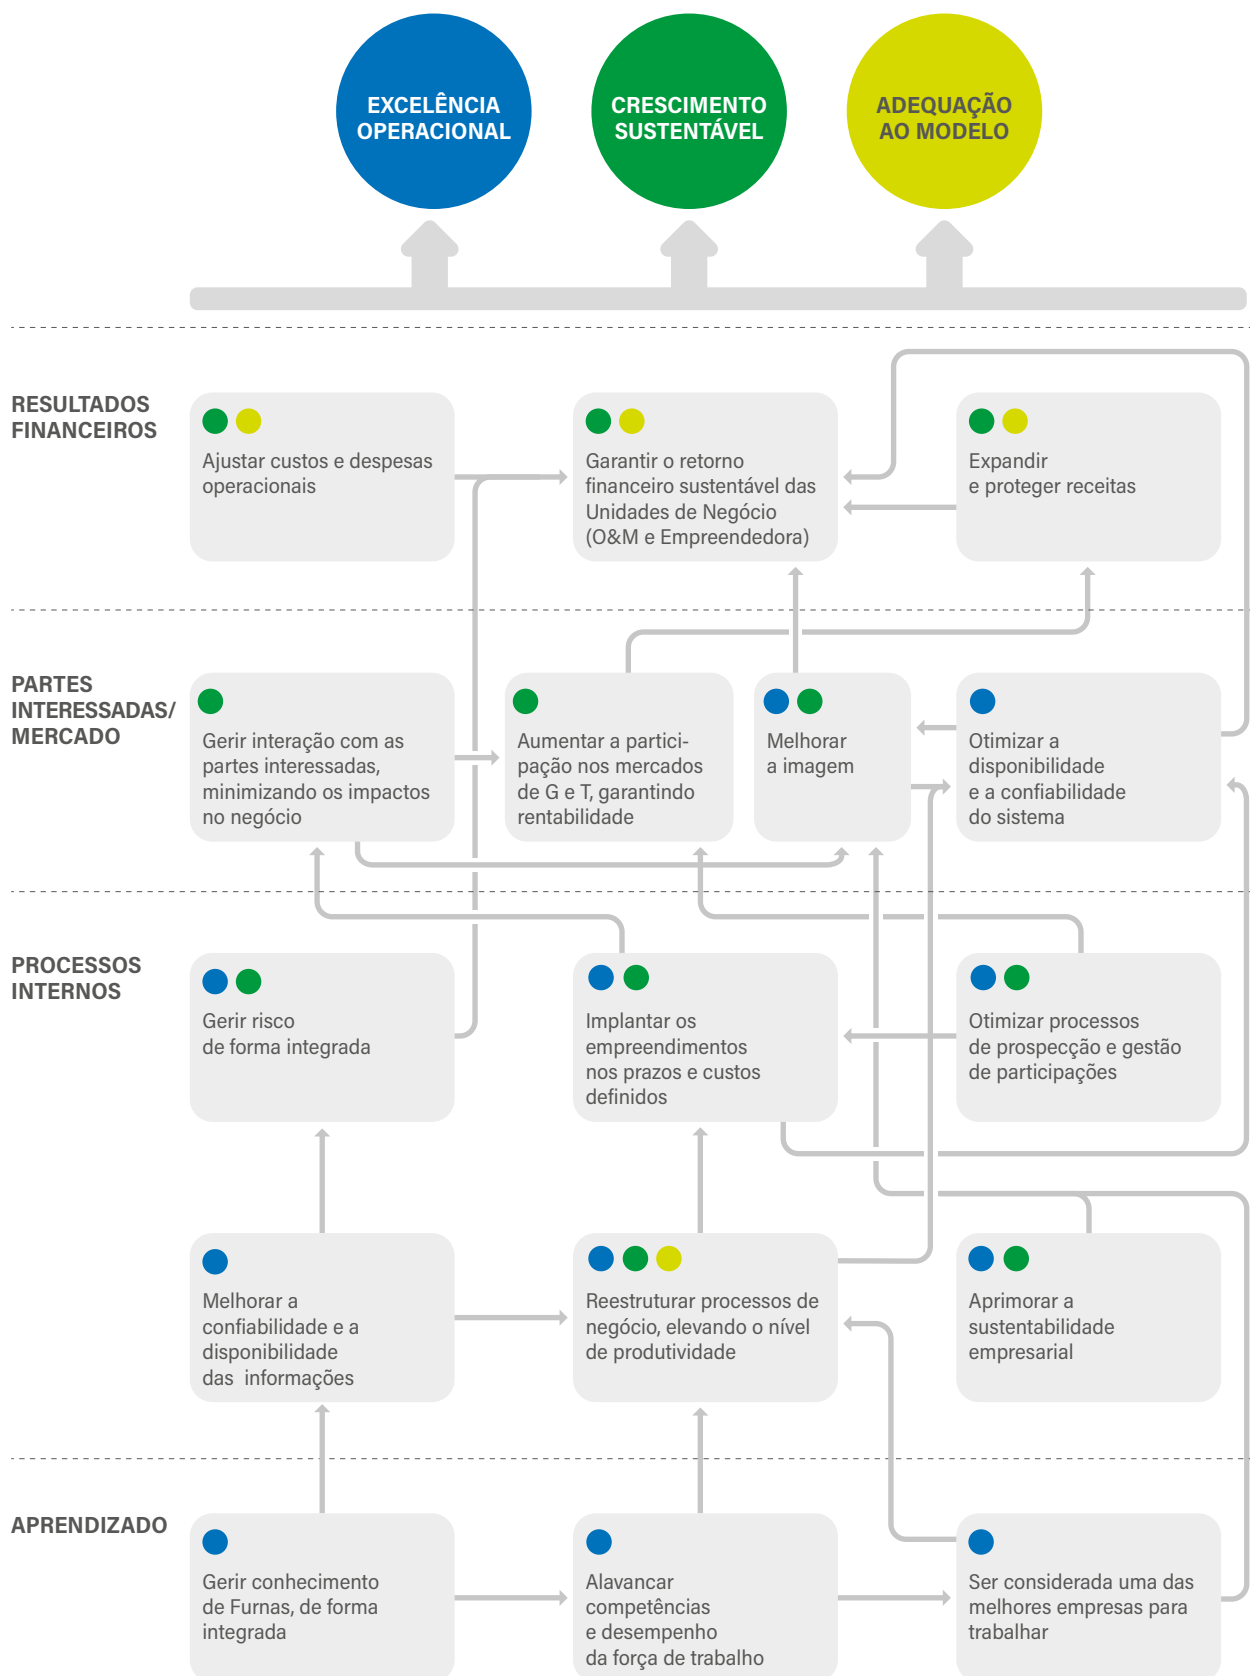 EXCELÊNCIA
OPERACIONAL
CRESCIMENTO
SUSTENTÁVEL
ADEQUAÇÃO
AO MODELO
RESULTADOS
FINANCEIROS
Ajustar custos e despesas
operacionais
Garantir o retorno
financeiro sustentável das
Unidades de Negócio
(O&M e Empreendedora)
Expandir
e proteger receitas
PARTES
INTERESSADAS/
MERCADO
Gerir interação com as
partes interessadas,
minimizando os impactos
no negócio
Aumentar a partici-
pação nos mercados
de G e T, garantindo
rentabilidade
Melhorar
a imagem
Otimizar a
disponibilidade
e a confiabilidade
do sistema
PROCESSOS
INTERNOS
Gerir risco
de forma integrada
Implantar os
empreendimentos
nos prazos e custos
definidos
Otimizar processos
de prospecção e gestão
de participações
Melhorar a
confiabilidade e a
disponibilidade
das informações
Reestruturar processos de
negócio, elevando o nível
de produtividade
Aprimorar a
sustentabilidade
empresarial
APRENDIZADO
Gerir conhecimento
de Furnas, de forma
integrada
Alavancar
competências
e desempenho
da força de trabalho
Ser considerada uma das
melhores empresas para
trabalhar